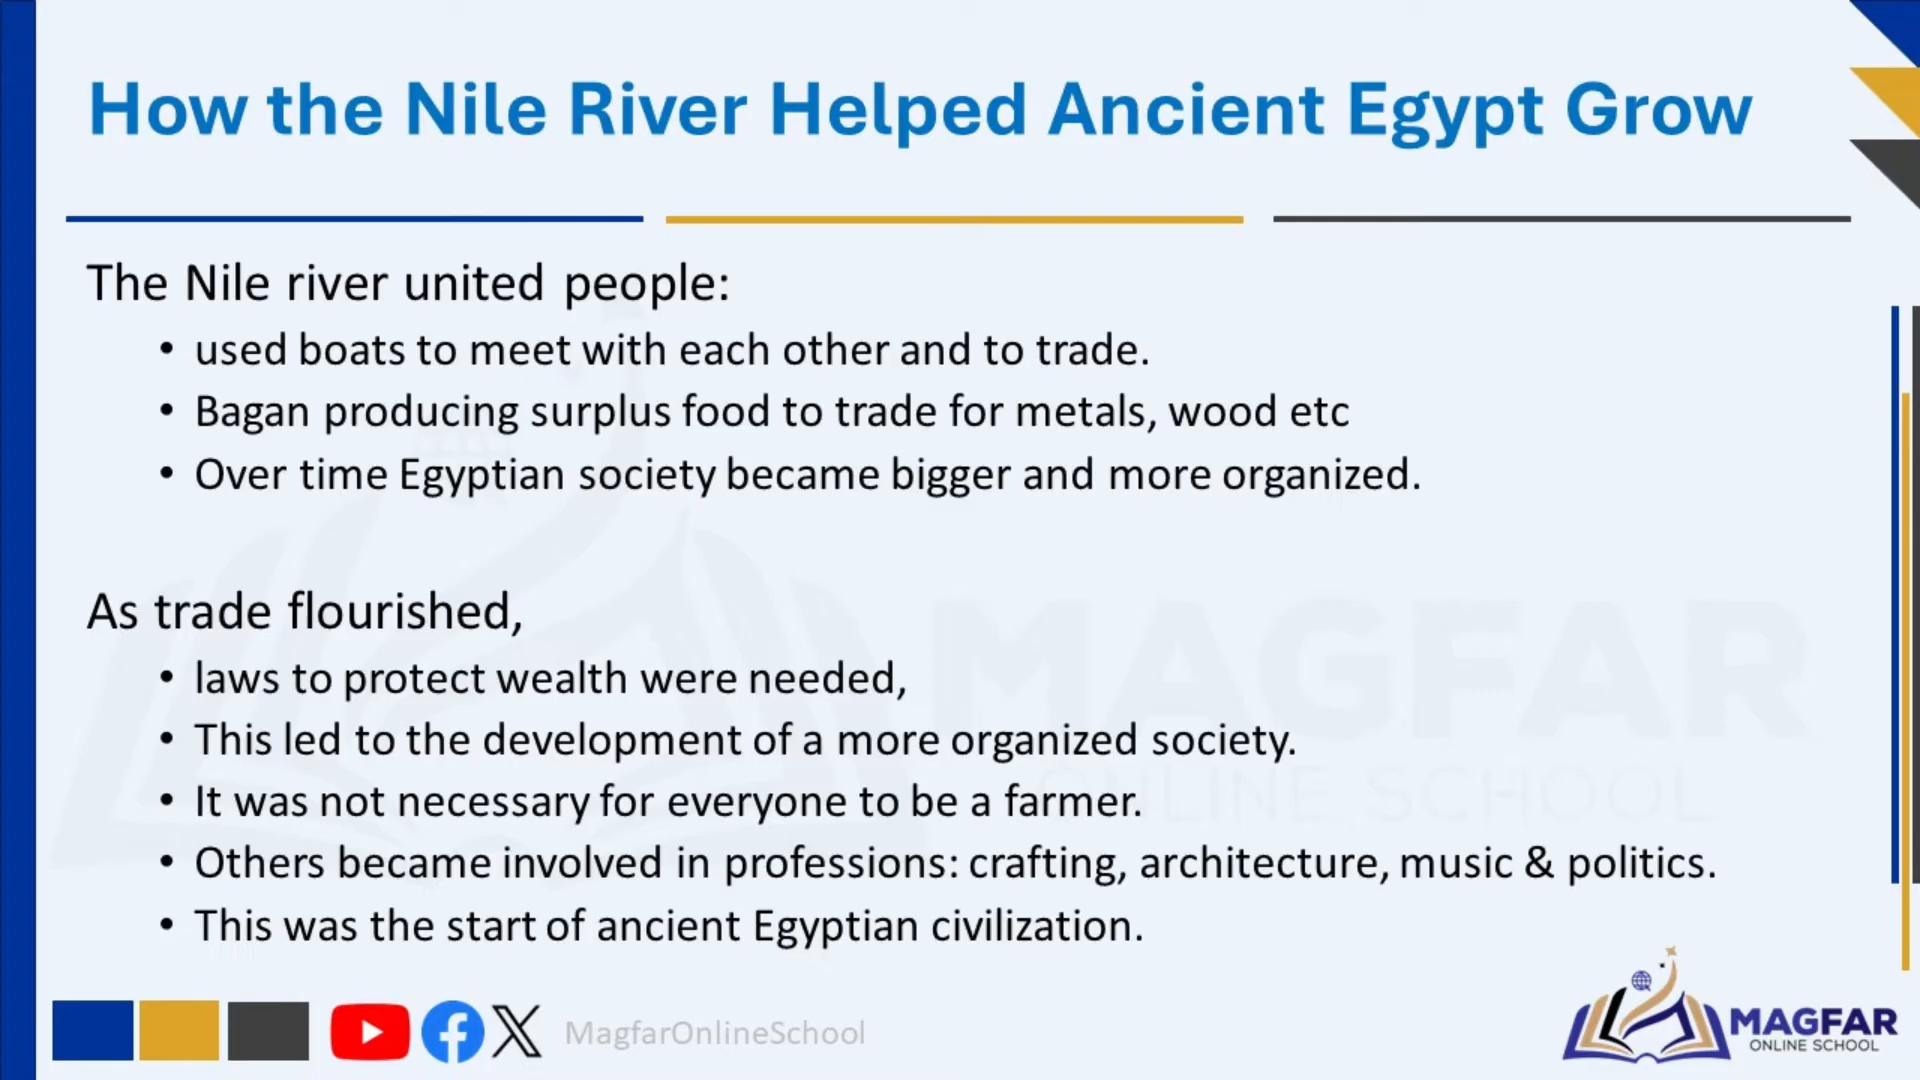 How the Nile River Helped Ancient Egypt Grow
The Nile river united people:
• used boats to meet with each other and to trade.
• Bagan producing surplus food to trade for metals, wood etc
• Over time Egyptian society became bigger and more organized.
As trade flourished,
• laws to protect wealth were needed,
• This led to the development of a more organized society.
• It was not necessary for everyone to be a farmer.
• Others became involved in professions: crafting, architecture, music & politics.
• This was the start of ancient Egyptian civilization.
MAGFAR
ONLINE SCHOOL
MagfarOnlineSchool
MAGFAR
ONLINE SCHOOL